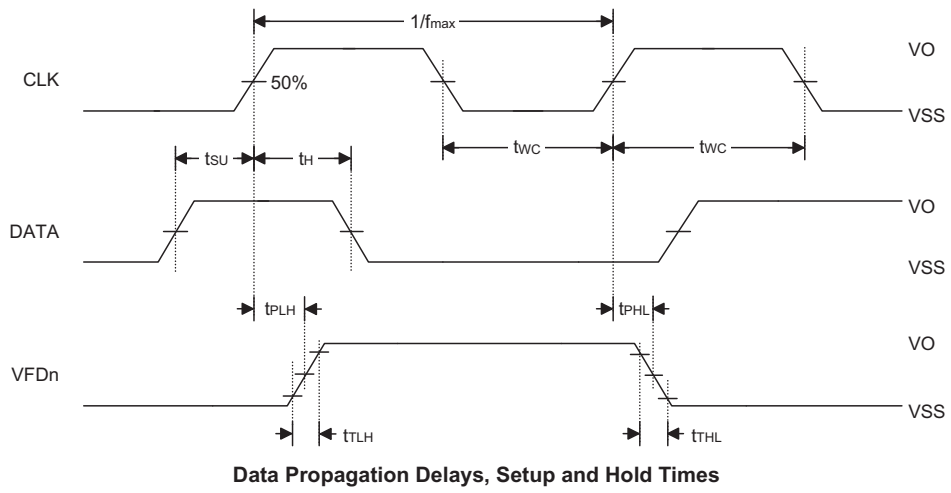 1/fmax
CLK
50%
VO
VSS
tSU
tH
tWC
tWC
DATA
VO
VSS
tPLH
tPHL
VFDn
VO
VSS
tTLH
tTHL
Data Propagation Delays, Setup and Hold Times